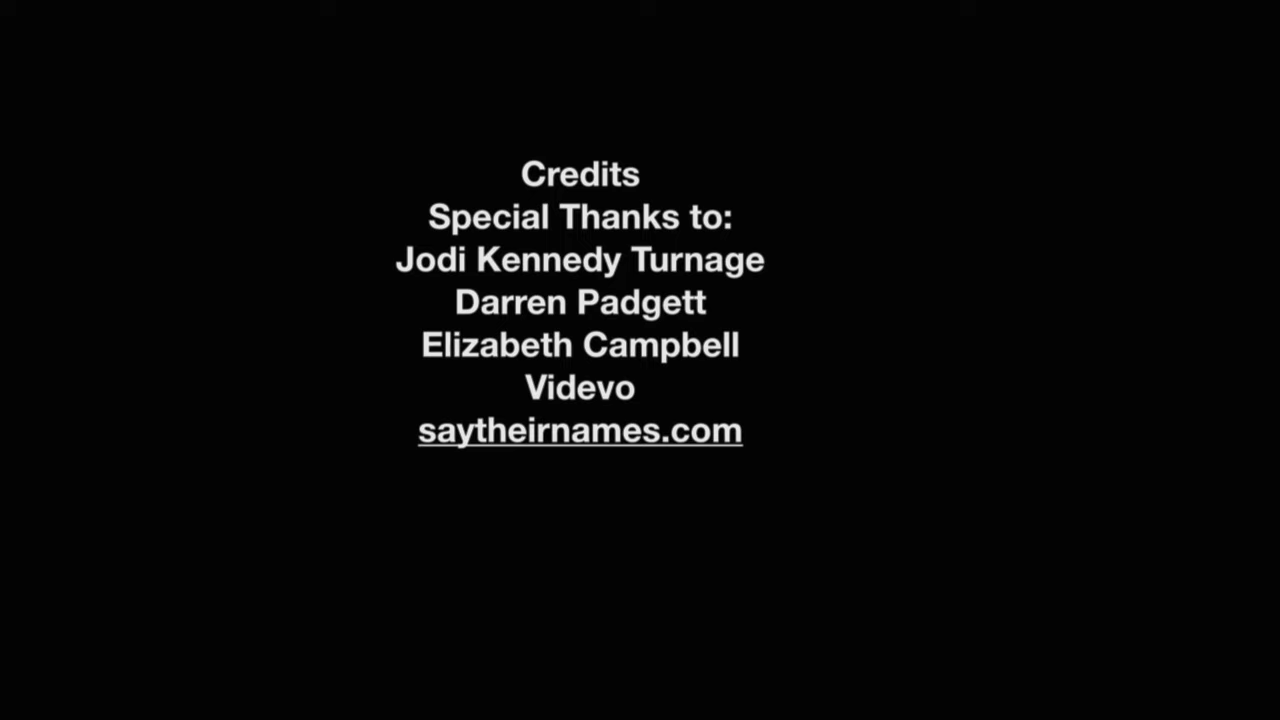 Credits
Special Thanks to:
Jodi Kennedy Turnage
Darren Padgett
Elizabeth Campbell
Videvo
saytheirnames.com